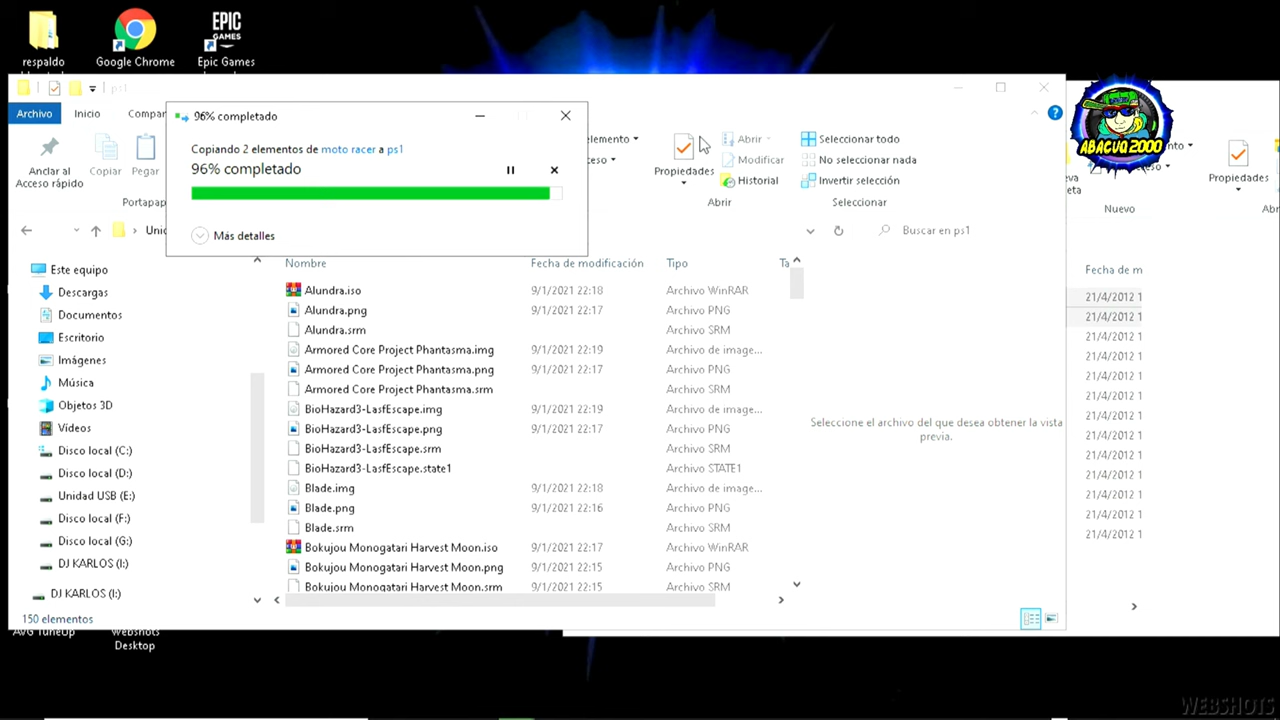 respaldo
Google Chrome
EPIC
GAMES
Epic Games
ps1
Archivo
Inicio
Compar
96% completado
Copiando 2 elementos de moto racer a ps1
96% completado
Más detalles
Anclar al
Acceso rápido
Copiar
Pegar
Portapap
elemento
ceso
Propiedades
Abrir
Modificar
Historial
Abrir
Seleccionar todo
No seleccionar nada
Invertir selección
Seleccionar
ABACUQ 2000
Propiedades
Nuevo
Abr
Unid
Buscar en ps1
Este equipo
Descargas
Documentos
Escritorio
Imágenes
Música
Objetos 3D
Vídeos
Disco local (C:)
Disco local (D:)
Unidad USB (E:)
Disco local (F:)
Disco local (G:)
DJ KARLOS (I:)
DJ KARLOS (I:)
Nombre Fecha de modificación Tipo Ta
Alundra.iso 9/1/2021 22:18 Archivo WinRAR
Alundra.png 9/1/2021 22:17 Archivo PNG
Alundra.srm Archivo SRM
Armored Core Project Phantasma.img 9/1/2021 22:19 Archivo de image...
Armored Core Project Phantasma.png 9/1/2021 22:17 Archivo PNG
Armored Core Project Phantasma.srm Archivo SRM
BioHazard3-LasfEscape.img 9/1/2021 22:19 Archivo de image...
BioHazard3-LasfEscape.png 9/1/2021 22:17 Archivo PNG
BioHazard3-LasfEscape.srm Archivo SRM
BioHazard3-LasfEscape.state1 Archivo STATE1
Blade.img 9/1/2021 22:18 Archivo de image...
Blade.png 9/1/2021 22:16 Archivo PNG
Blade.srm Archivo SRM
Bokujou Monogatari Harvest Moon.iso 9/1/2021 22:17 Archivo WinRAR
Bokujou Monogatari Harvest Moon.png 9/1/2021 22:15 Archivo PNG
Bokujou Monogatari Harvest Moon.srm 9/1/2021 22:15 Archivo SRM
Seleccione el archivo del que desea obtener la vista
previa.
Fecha de m
21/4/2012 1
21/4/2012 1
21/4/2012 1
21/4/2012 1
21/4/2012 1
21/4/2012 1
21/4/2012 1
21/4/2012 1
21/4/2012 1
21/4/2012 1
21/4/2012 1
21/4/2012 1
21/4/2012 1
150 elementos
AVG TuneUp
Webshots
Desktop
WEBSHOTS